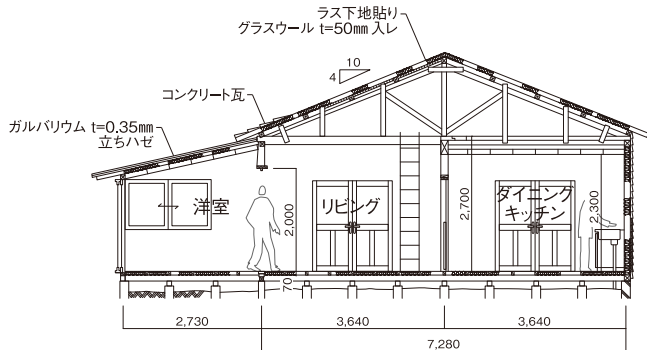 ラス下地貼り
グラスウール t=50mm 入レ
10
4
コンクリート瓦
ガルバリウム t=0.35mm
立ちハゼ
洋室
2,000
リビング
2,700
ダイニング
キッチン
2,300
70
2,730
3,640
3,640
7,280